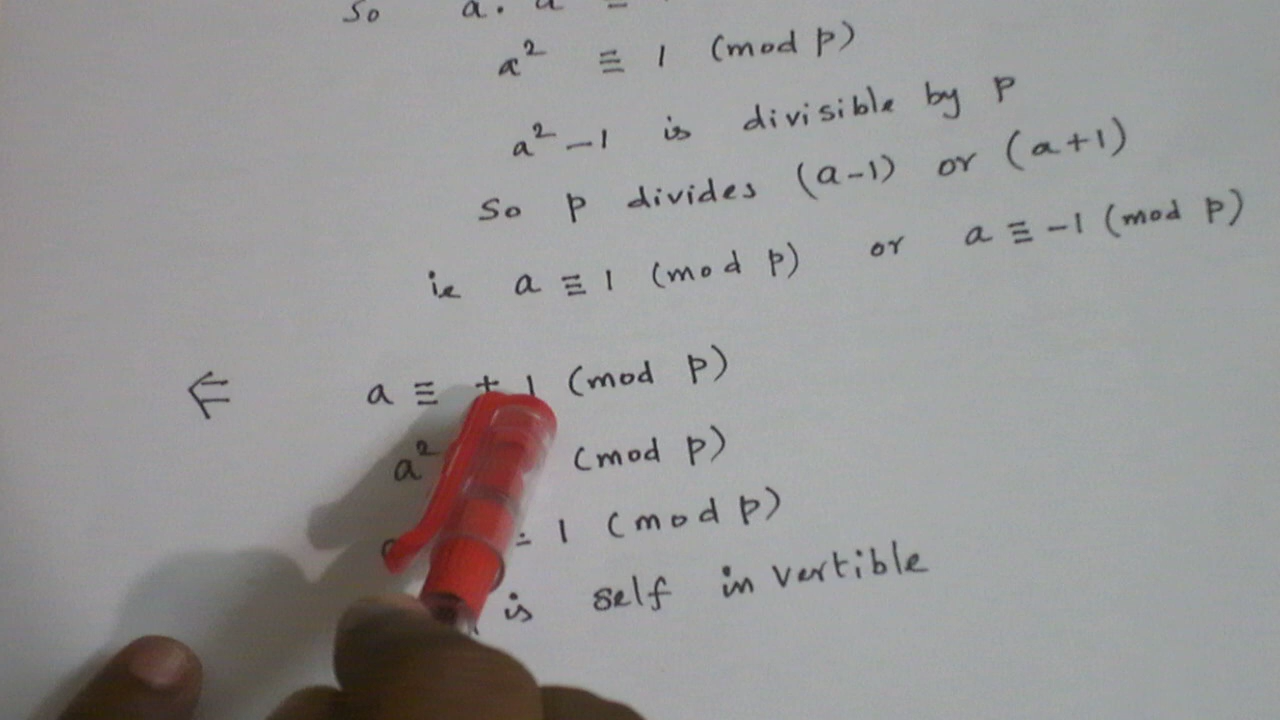 So a. a ≡
a² ≡ 1 (mod p)
a² - 1 is divisible by p
So p divides (a-1) or (a+1)
ie a ≡ 1 (mod p) or a ≡ -1 (mod p)
⇐ a ≡ ± 1 (mod p)
a² (mod p)
≡ 1 (mod p)
is self invertible